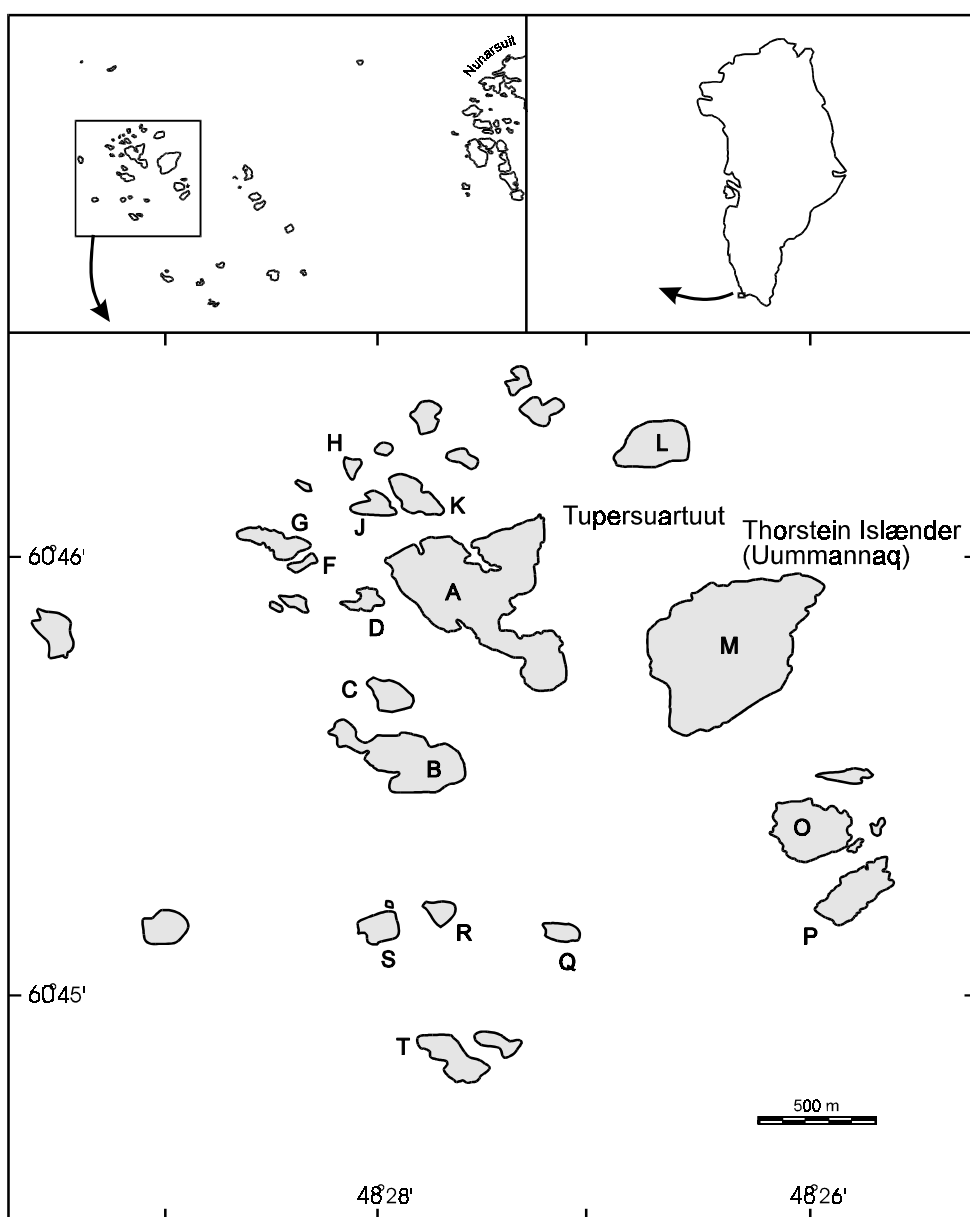 Nunarsuit
H
L
G
J
K
Tupersuartuut
Thorstein Islænder
(Uummannaq)
60°46'
F
A
D
M
C
B
O
R
P
S
Q
60°45'
T
500 m
48°28'
48°26'